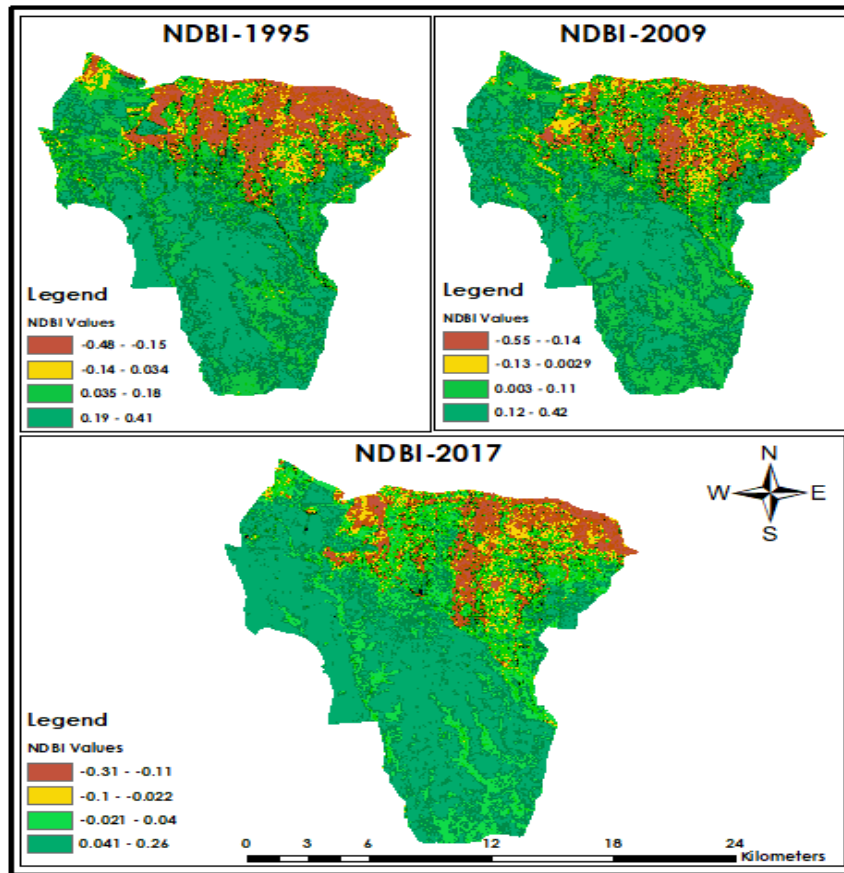 NDBI-1995
Legend
NDBI Values
-0.48 - -0.15
-0.14 - 0.034
0.035 - 0.18
0.19 - 0.41
NDBI-2009
Legend
NDBI Values
-0.55 - -0.14
-0.13 - 0.0029
0.003 - 0.11
0.12 - 0.42
NDBI-2017
N
W E
S
Legend
NDBI Values
-0.31 - -0.11
-0.1 - -0.022
-0.021 - 0.04
0.041 - 0.26
0 3 6 12 18 24
Kilometers